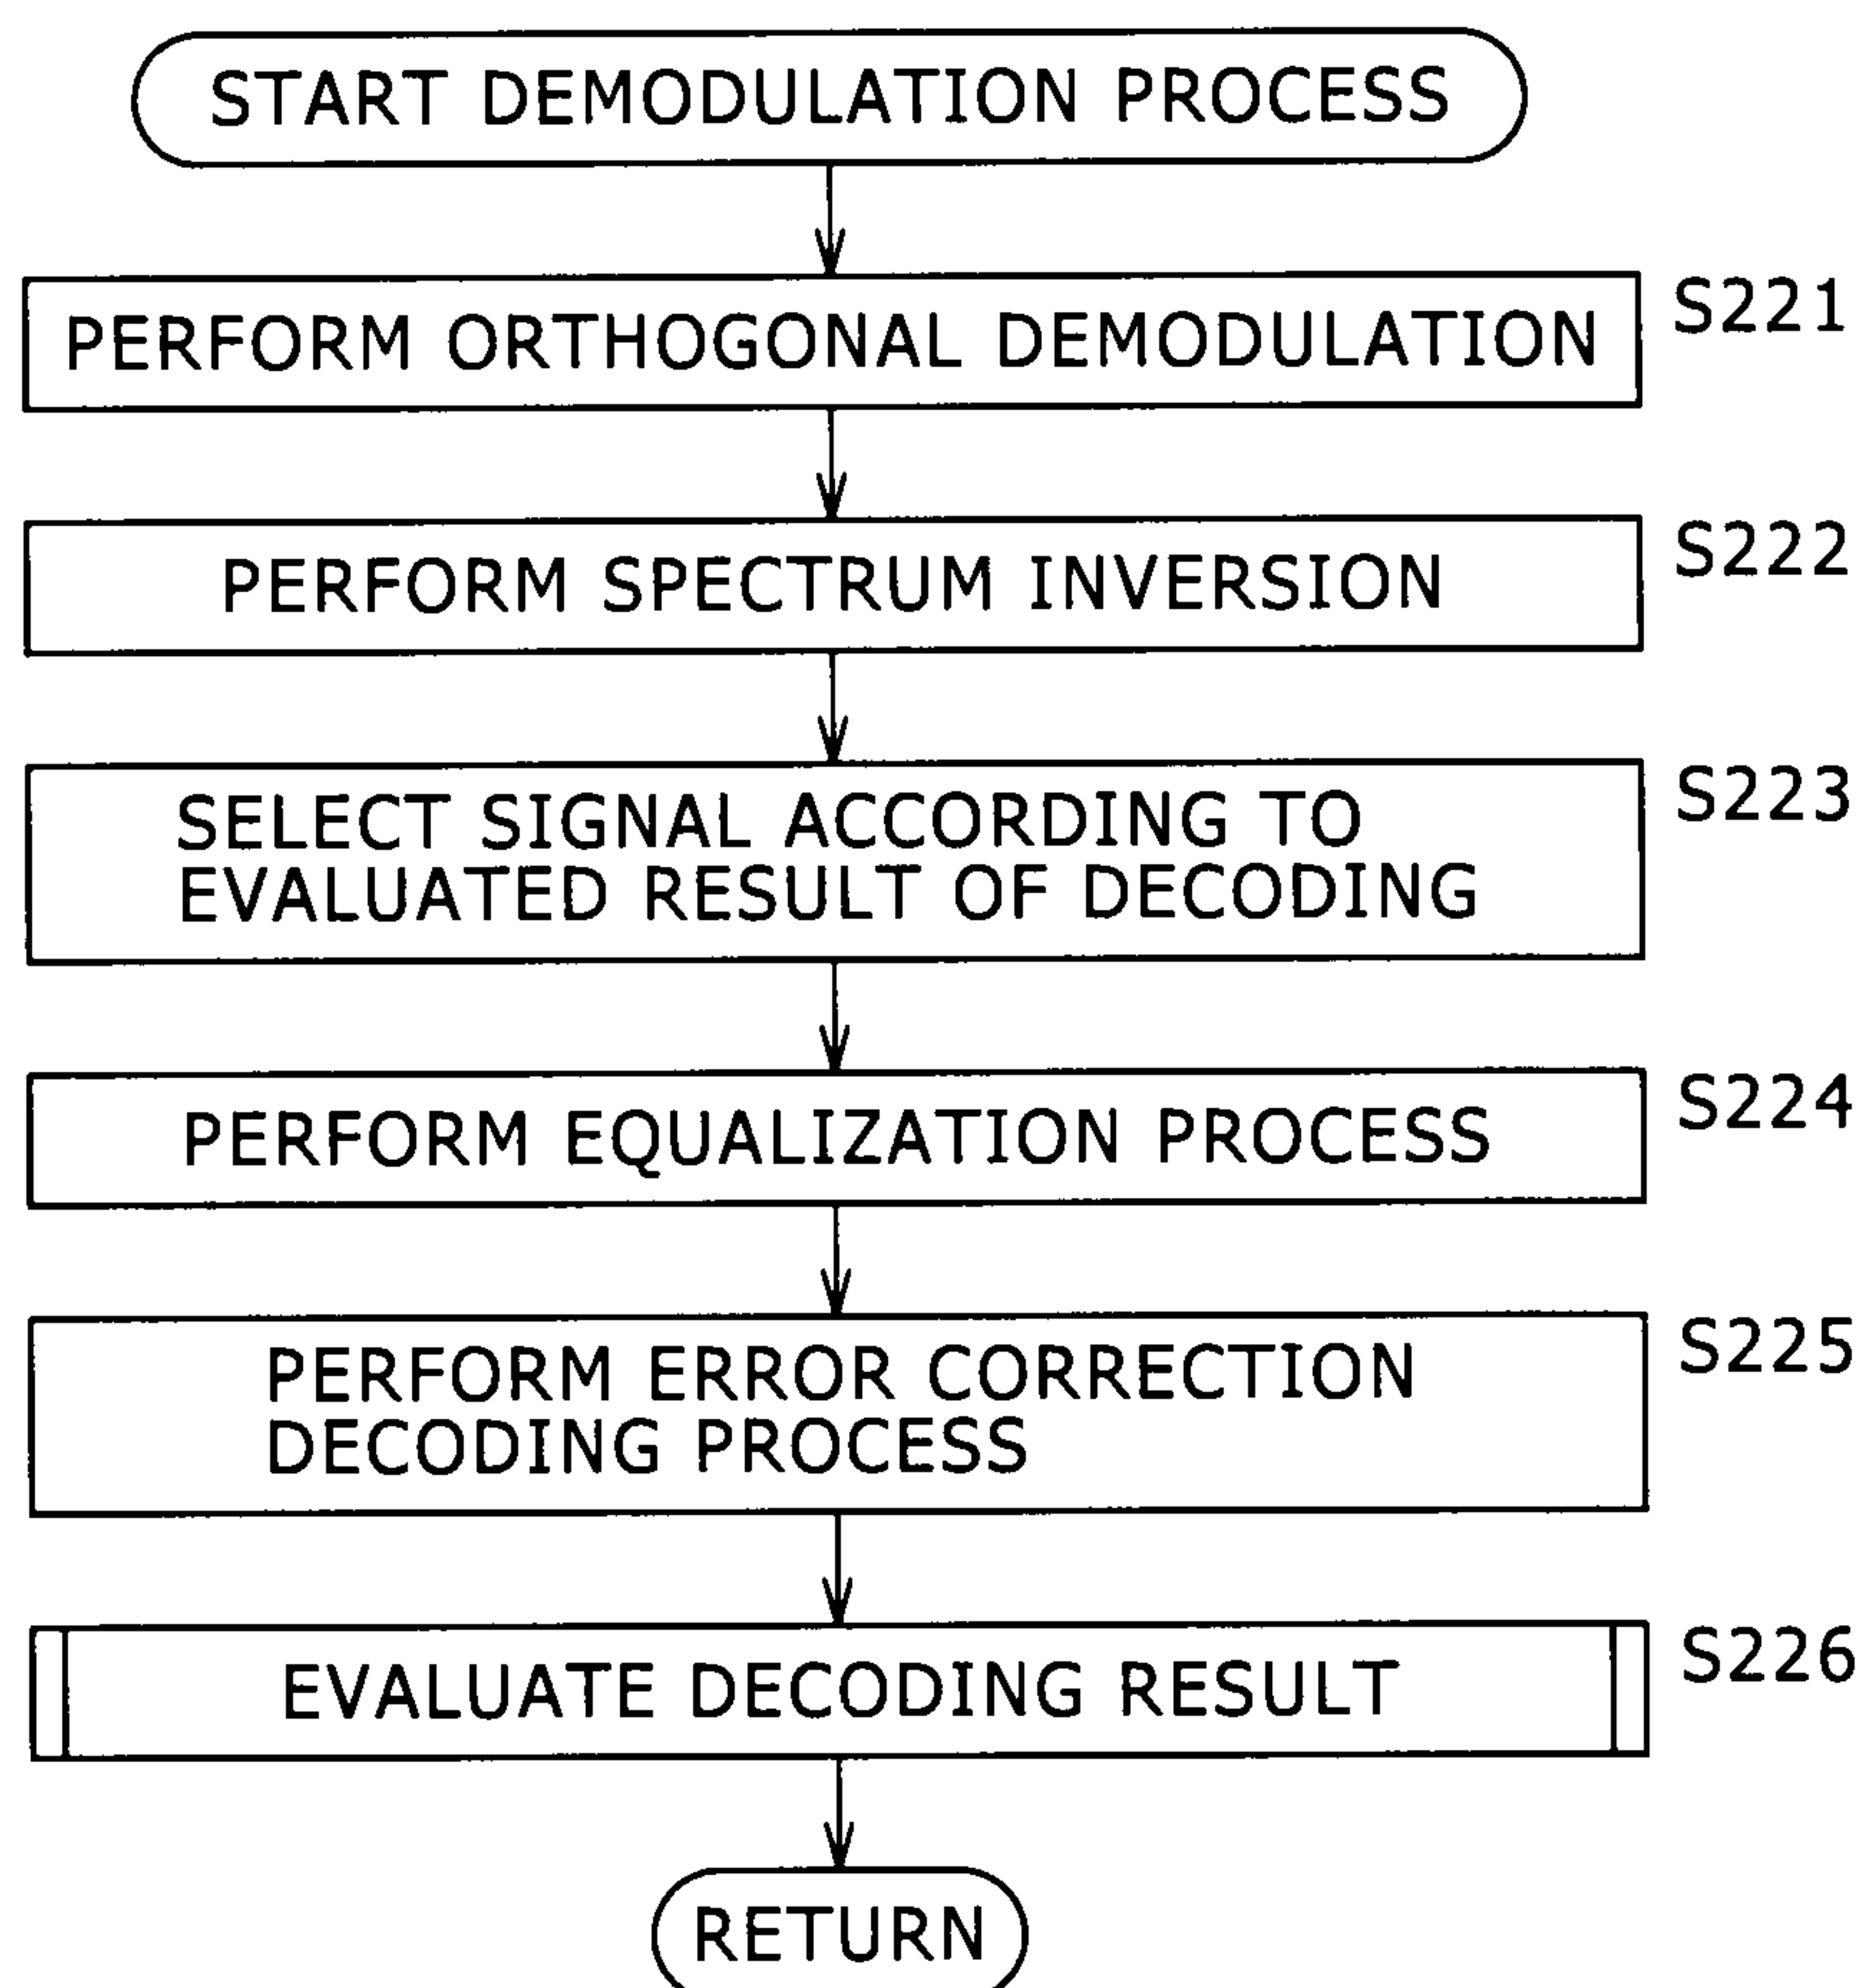 START DEMODULATION PROCESS
PERFORM ORTHOGONAL DEMODULATION
S221
PERFORM SPECTRUM INVERSION
S222
SELECT SIGNAL ACCORDING TO
EVALUATED RESULT OF DECODING
S223
PERFORM EQUALIZATION PROCESS
S224
PERFORM ERROR CORRECTION
DECODING PROCESS
S225
EVALUATE DECODING RESULT
S226
RETURN